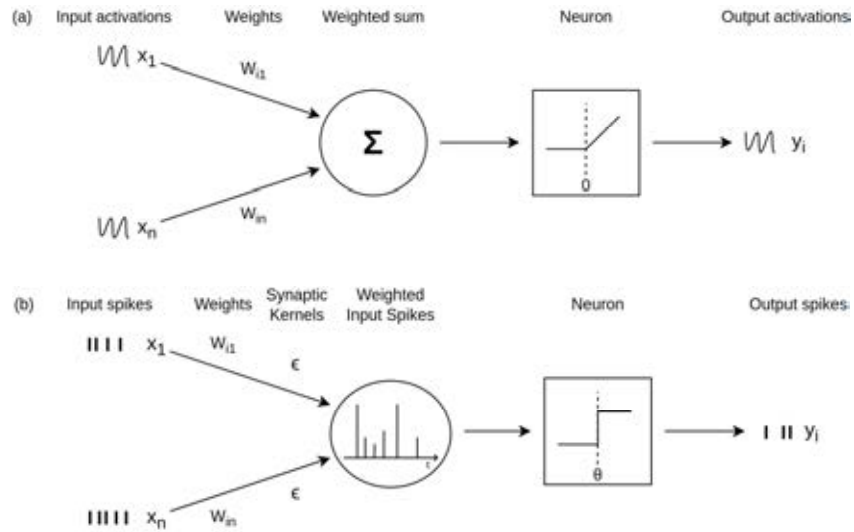 (a) Input activations Weights Weighted sum Neuron Output activations
x1 Wi1
Σ
0
yi
xn Win
(b) Input spikes Weights Synaptic Kernels Weighted Input Spikes Neuron Output spikes
x1 Wi1 ϵ
t
θ
yi
xn Win ϵ